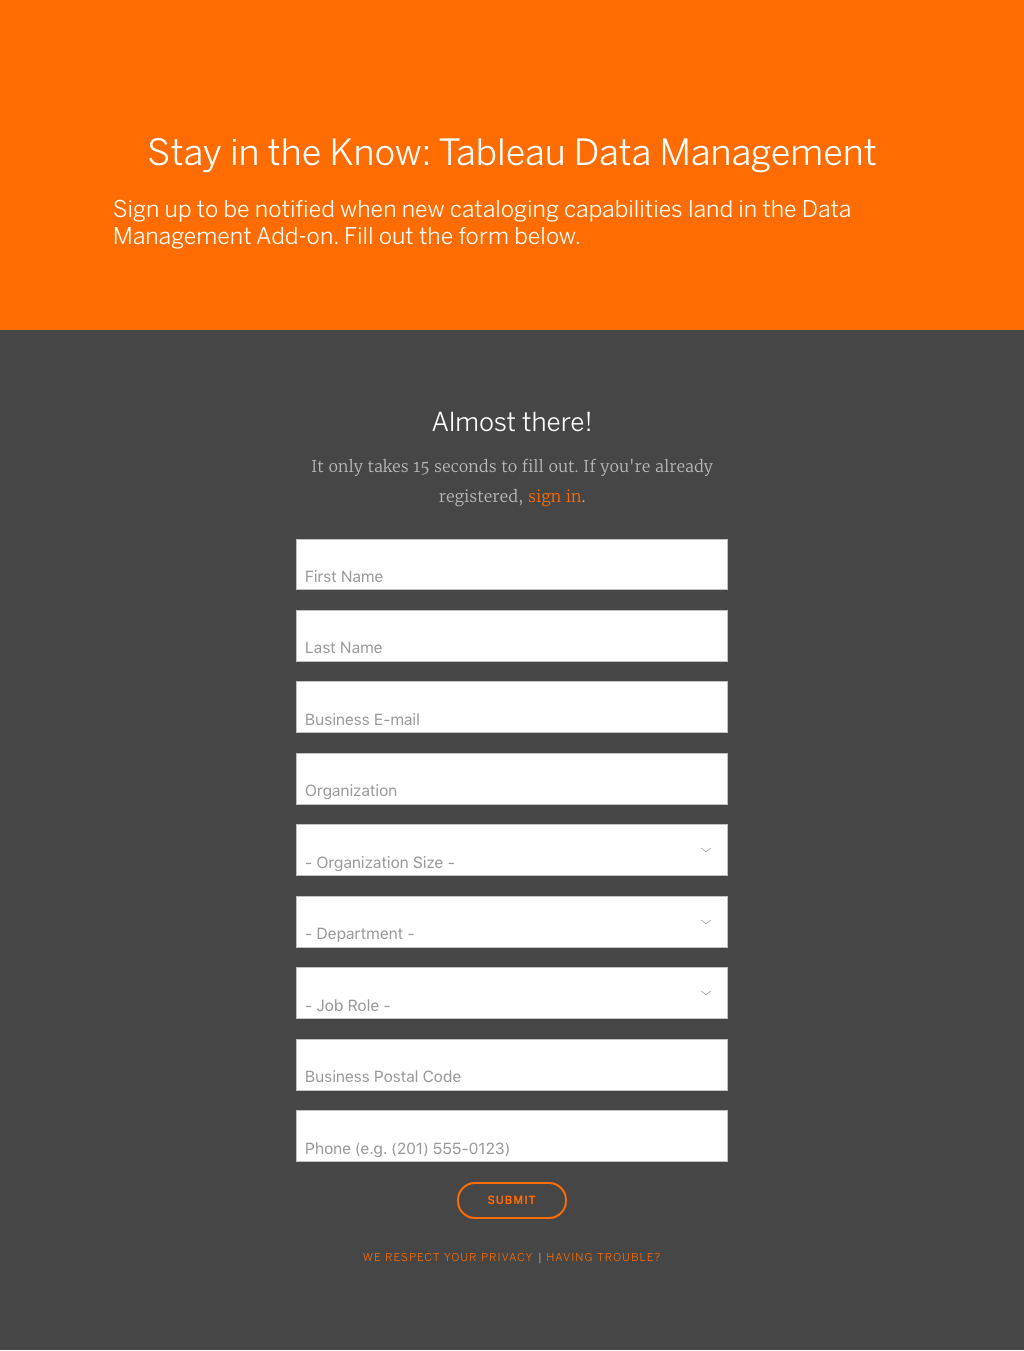 Stay in the Know: Tableau Data Management
Sign up to be notified when new cataloging capabilities land in the Data
Management Add-on. Fill out the form below.
Almost there!
It only takes 15 seconds to fill out. If you're already
registered, sign in.
First Name
Last Name
Business E-mail
Organization
- Organization Size -
- Department -
- Job Role -
Business Postal Code
Phone (e.g. (201) 555-0123)
SUBMIT
WE RESPECT YOUR PRIVACY | HAVING TROUBLE?